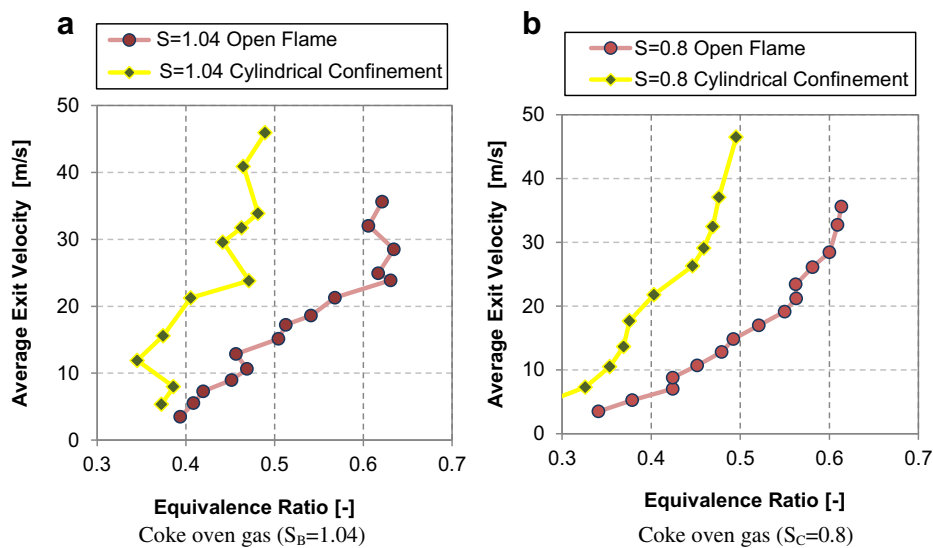 a
S=1.04 Open Flame
S=1.04 Cylindrical Confinement
50
40
30
20
10
0
Average Exit Velocity [m/s]
0.3 0.4 0.5 0.6 0.7
Equivalence Ratio [-]
Coke oven gas (S_B=1.04)
b
S=0.8 Open Flame
S=0.8 Cylindrical Confinement
50
40
30
20
10
0
Average Exit Velocity [m/s]
0.3 0.4 0.5 0.6 0.7
Equivalence Ratio [-]
Coke oven gas (S_C=0.8)